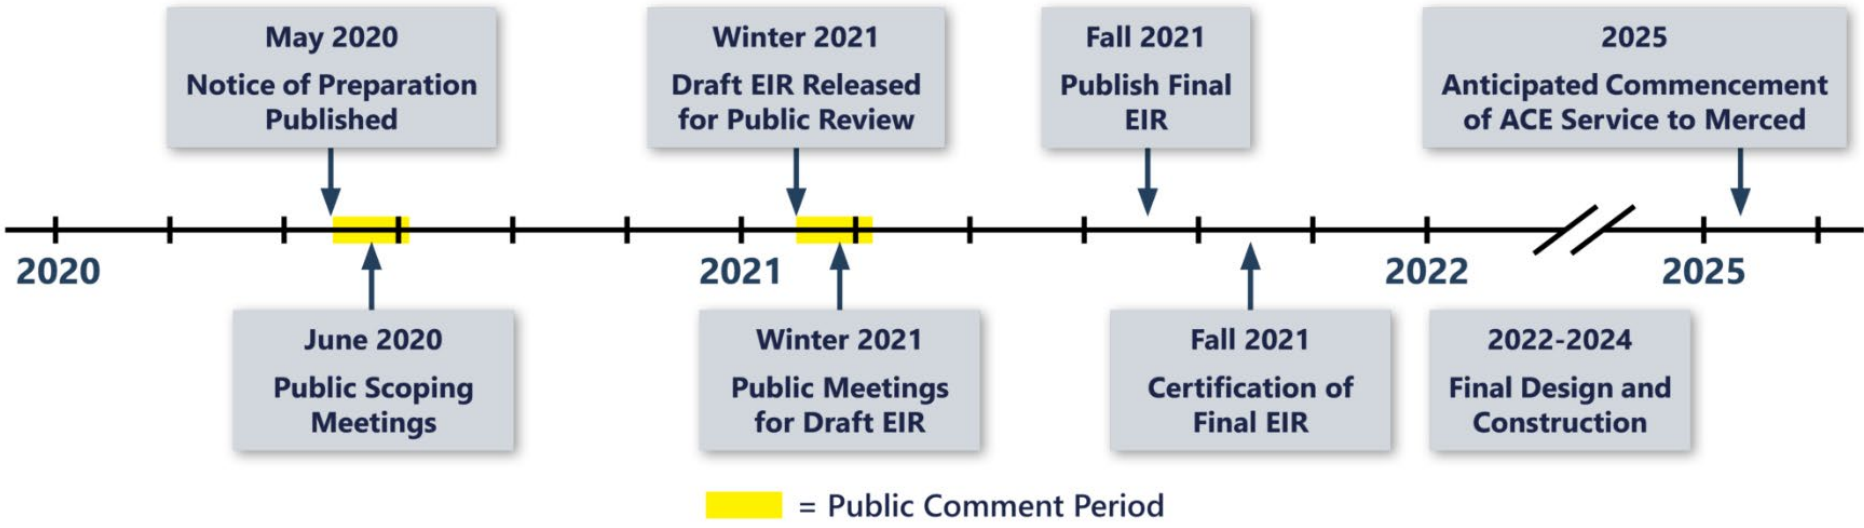 May 2020
Notice of Preparation
Published
Winter 2021
Draft EIR Released
for Public Review
Fall 2021
Publish Final
EIR
2025
Anticipated Commencement
of ACE Service to Merced
2020
2021
2022
2025
June 2020
Public Scoping
Meetings
Winter 2021
Public Meetings
for Draft EIR
Fall 2021
Certification of
Final EIR
2022-2024
Final Design and
Construction
= Public Comment Period